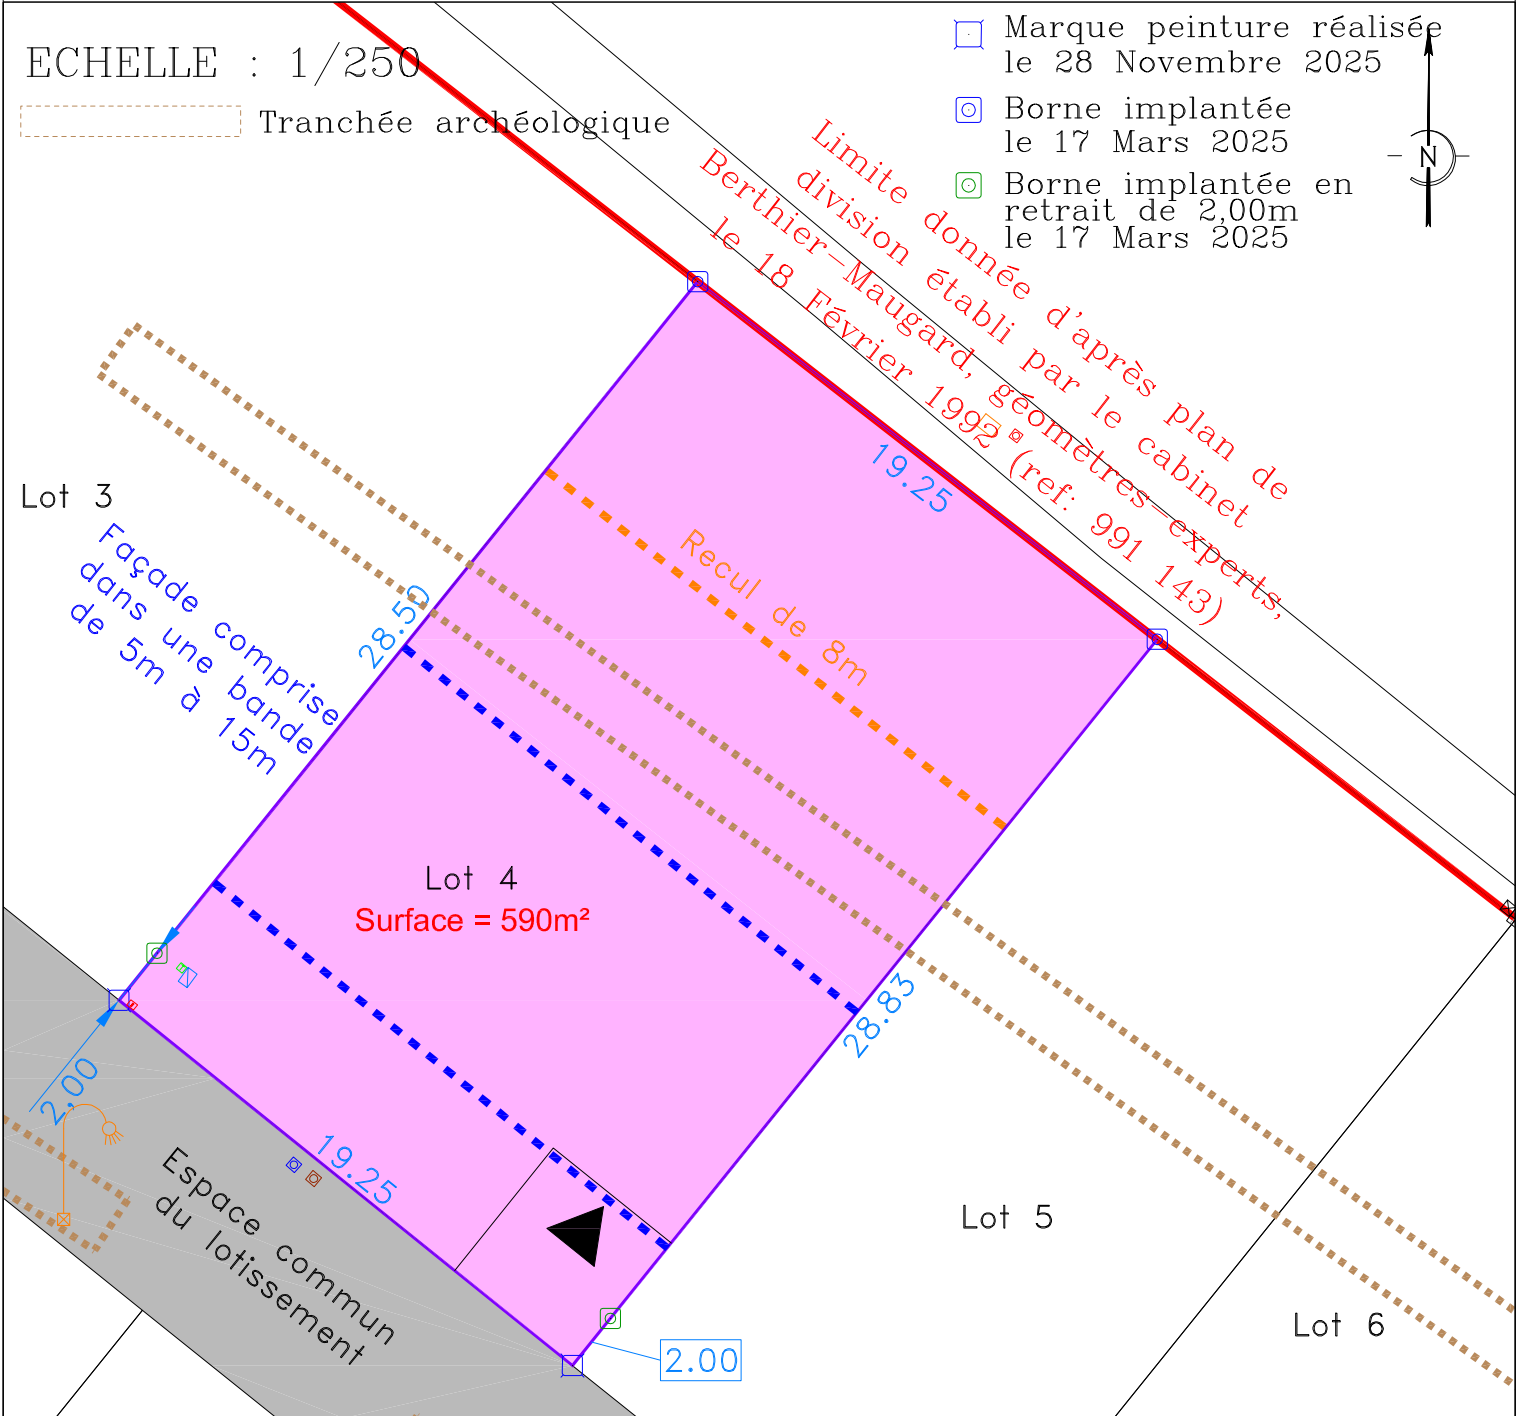 ECHELLE : 1/250
Tranchée archéologique
Marque peinture réalisée
le 28 Novembre 2025
Borne implantée
le 17 Mars 2025
Borne implantée en
retrait de 2,00m
le 17 Mars 2025
N
Limite donnée d'après plan de
division établi par le cabinet
Berthier-Maugard, géomètres-experts,
le 18 Février 1992 (ref: 991 143)
19.25
Recul de 8m
Lot 3
Façade comprise
dans une bande
de 5m à 15m
28.50
Lot 4
Surface = 590m²
28.83
2,00
19.25
Espace commun
du lotissement
2.00
Lot 5
Lot 6